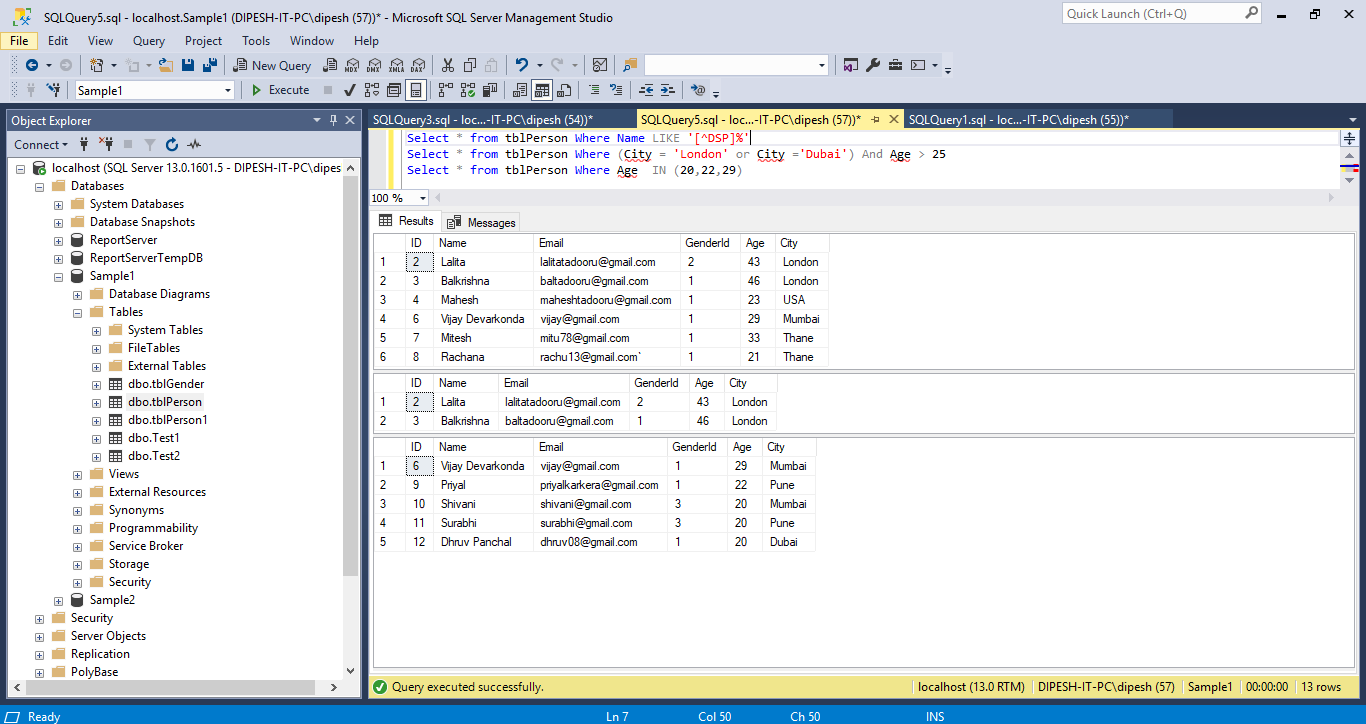 SQLQuery5.sql - localhost.Sample1 (DIPESH-IT-PC\dipesh (57))* - Microsoft SQL Server Management Studio
Quick Launch (Ctrl+Q)
File Edit View Query Project Tools Window Help
New Query MDX DMX XMLA DAX
Sample1 Execute
Object Explorer
Connect
localhost (SQL Server 13.0.1601.5 - DIPESH-IT-PC\dipes
Databases
System Databases
Database Snapshots
ReportServer
ReportServerTempDB
Sample1
Database Diagrams
Tables
System Tables
FileTables
External Tables
dbo.tblGender
dbo.tblPerson
dbo.tblPerson1
dbo.Test1
dbo.Test2
Views
External Resources
Synonyms
Programmability
Service Broker
Storage
Security
Sample2
Security
Server Objects
Replication
PolyBase
SQLQuery3.sql - loc...-IT-PC\dipesh (54))* SQLQuery5.sql - loc...-IT-PC\dipesh (57))* SQLQuery1.sql - loc...-IT-PC\dipesh (55))*
Select * from tblPerson Where Name LIKE '[^DSP]%'
Select * from tblPerson Where (City = 'London' or City ='Dubai') And Age > 25
Select * from tblPerson Where Age  IN (20,22,29)
100 %
Results Messages
ID Name Email GenderId Age City
1 2 Lalita lalitatadooru@gmail.com 2 43 London
2 3 Balkrishna baltadooru@gmail.com 1 46 London
3 4 Mahesh maheshtadooru@gmail.com 1 23 USA
4 6 Vijay Devarkonda vijay@gmail.com 1 29 Mumbai
5 7 Mitesh mitu78@gmail.com 1 33 Thane
6 8 Rachana rachu13@gmail.com` 1 21 Thane
ID Name Email GenderId Age City
1 2 Lalita lalitatadooru@gmail.com 2 43 London
2 3 Balkrishna baltadooru@gmail.com 1 46 London
ID Name Email GenderId Age City
1 6 Vijay Devarkonda vijay@gmail.com 1 29 Mumbai
2 9 Priyal priyalkarkera@gmail.com 1 22 Pune
3 10 Shivani shivani@gmail.com 3 20 Mumbai
4 11 Surabhi surabhi@gmail.com 3 20 Pune
5 12 Dhruv Panchal dhruv08@gmail.com 1 20 Dubai
Query executed successfully. localhost (13.0 RTM) DIPESH-IT-PC\dipesh (57) Sample1 00:00:00 13 rows
Ready Ln 7 Col 50 Ch 50 INS